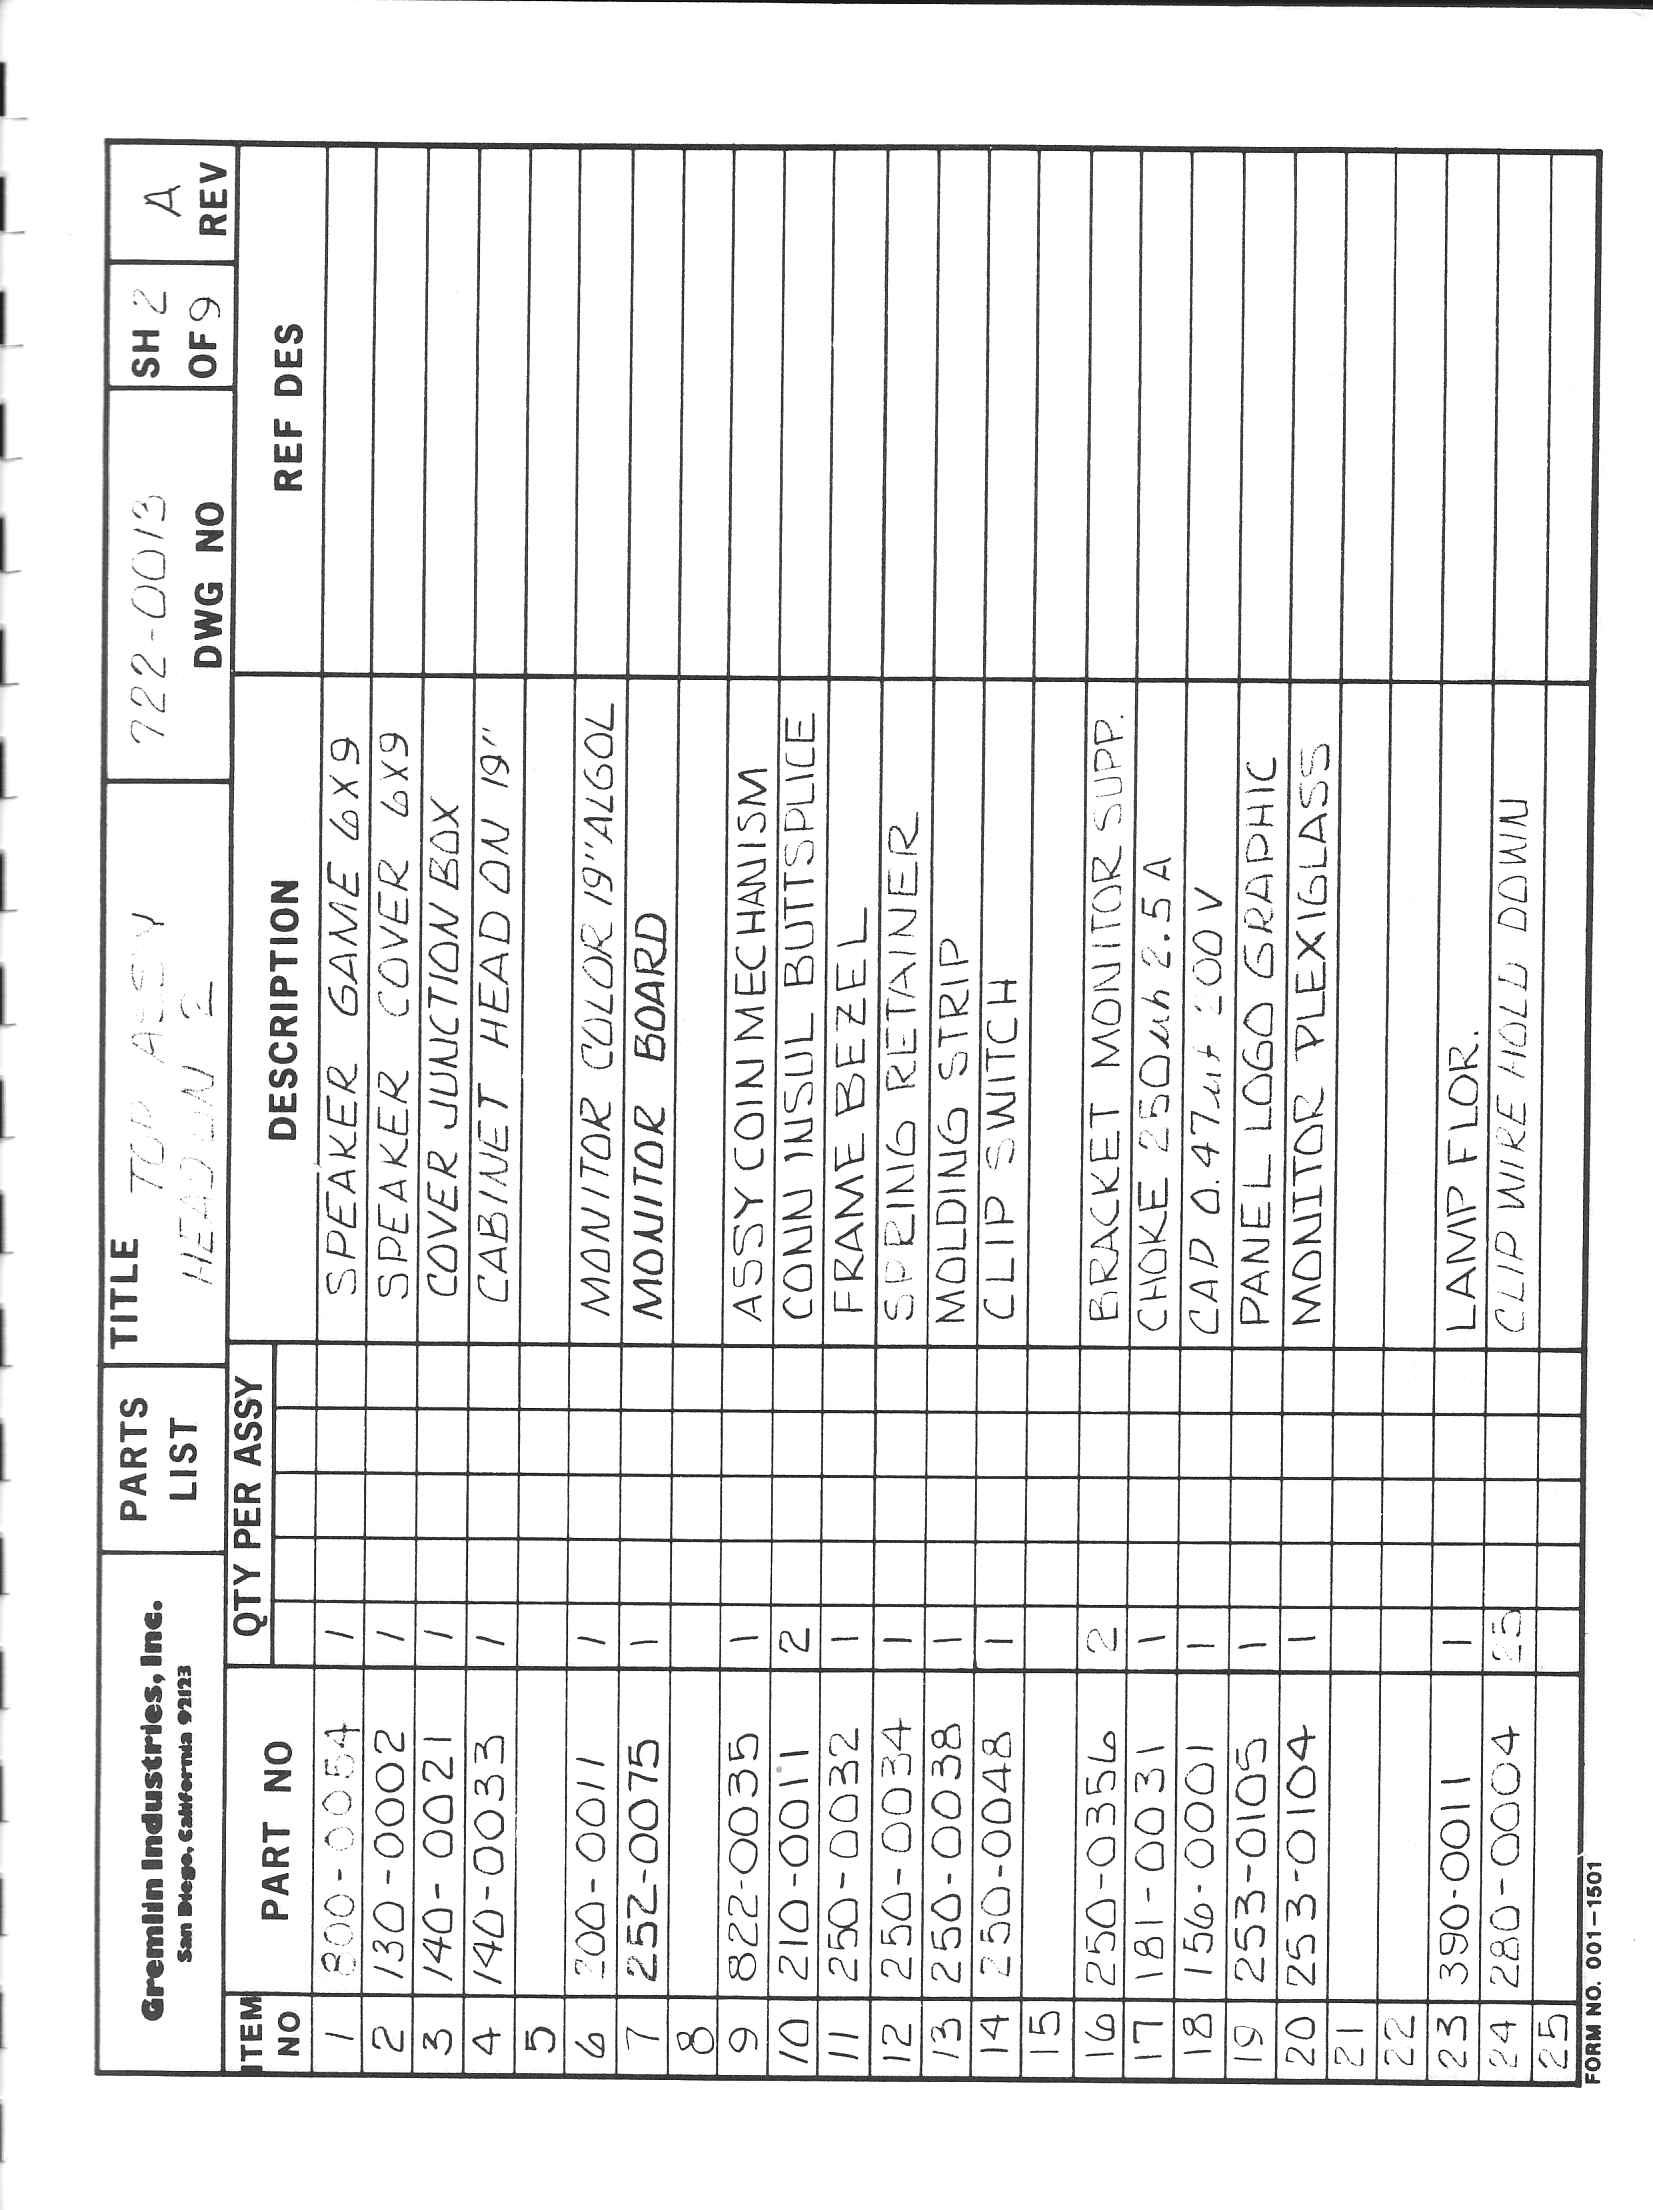 Gremlin Industries, Inc.
San Diego, California 92123
PARTS LIST
TITLE TOP ASSY
HEAD ON 2
722-0013
DWG NO
SH 2
OF 9
A
REV
ITEM NO PART NO QTY PER ASSY DESCRIPTION REF DES
1 800-0054 1 SPEAKER GAME 6X9
2 130-0002 1 SPEAKER COVER 6X9
3 140-0021 1 COVER JUNCTION BOX
4 140-0033 1 CABINET HEAD ON 19"
5
6 200-0011 1 MONITOR COLOR 19" ALGOL
7 252-0075 1 MONITOR BOARD
8
9 822-0035 1 ASSY COIN MECHANISM
10 210-0011 2 CONN INSUL BUTTSPLICE
11 250-0032 1 FRAME BEZEL
12 250-0034 1 SPRING RETAINER
13 250-0038 1 MOLDING STRIP
14 250-0048 1 CLIP SWITCH
15
16 250-0356 2 BRACKET MONITOR SUPP.
17 181-0031 1 CHOKE 250uh 2.5A
18 156-0001 1 CAP 0.47uf 200V
19 253-0105 1 PANEL LOGO GRAPHIC
20 253-0104 1 MONITOR PLEXIGLASS
21
22
23 390-0011 1 LAMP FLOR.
24 280-0004 25 CLIP WIRE HOLD DOWN
25
FORM NO. 001-1501